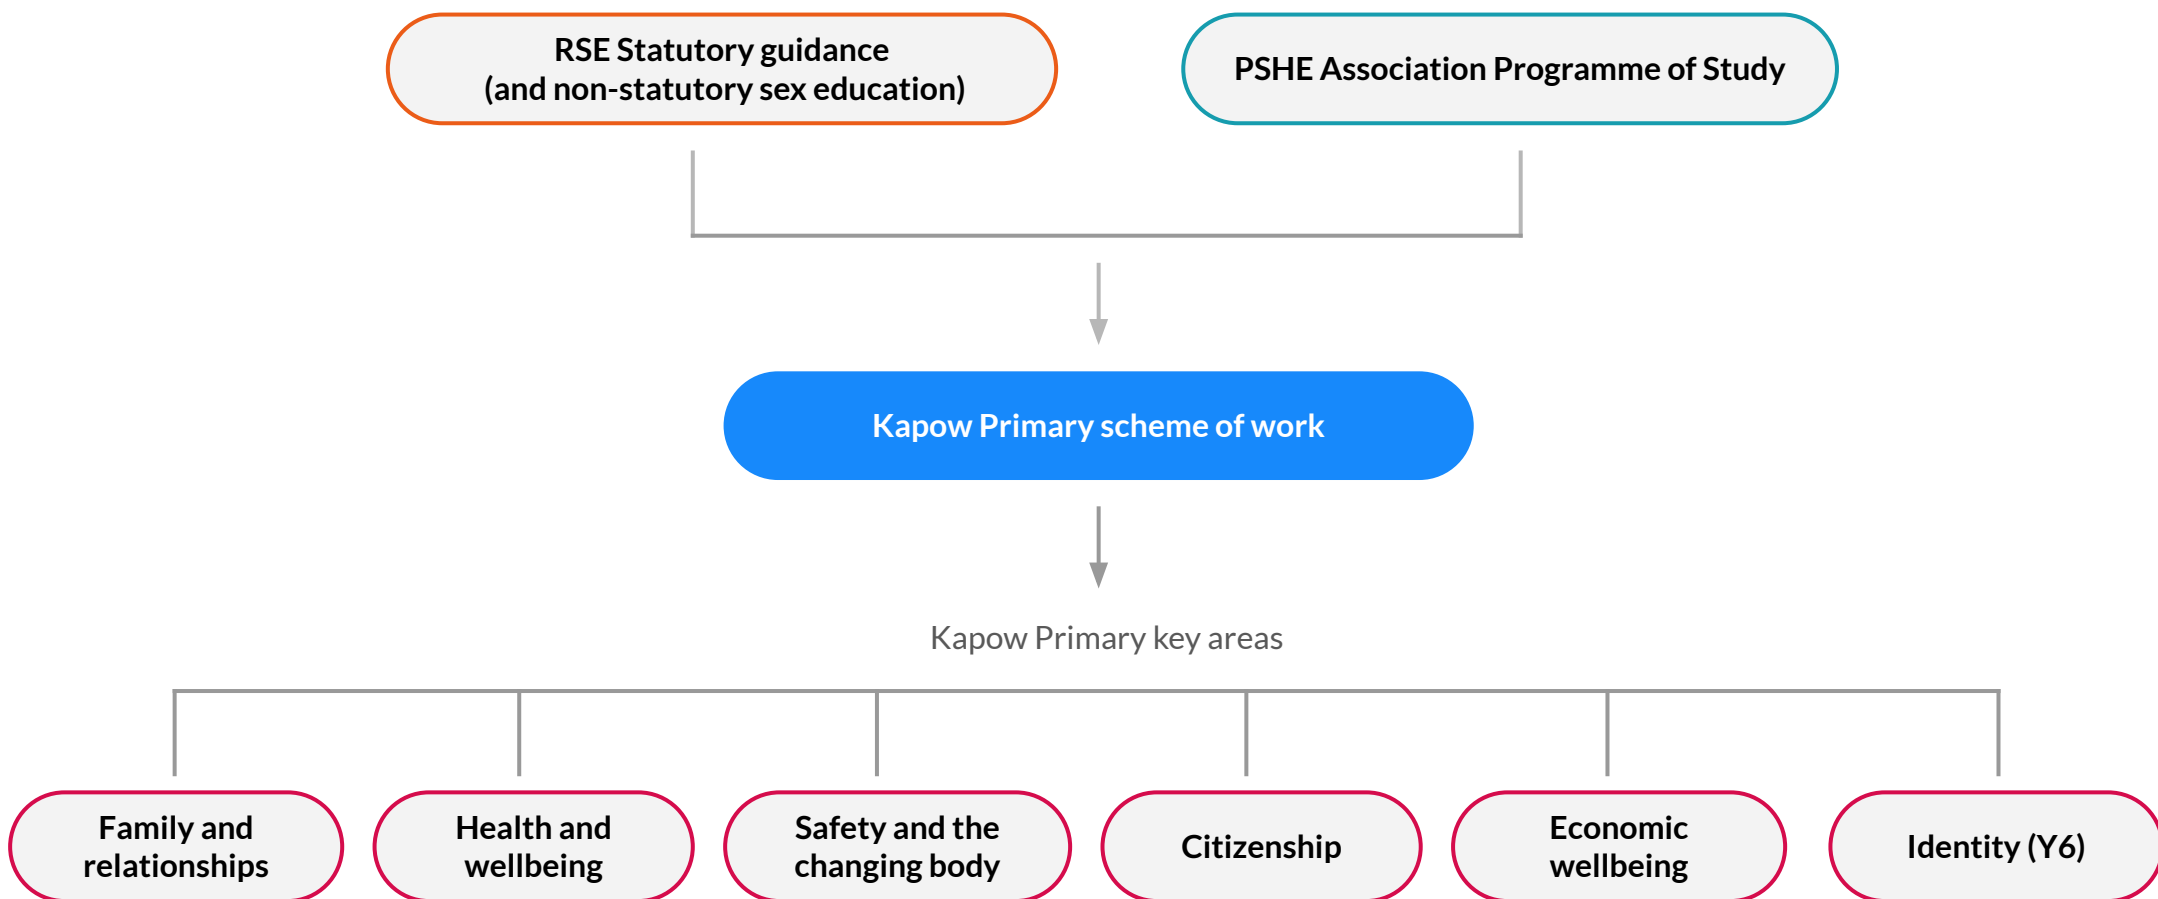 RSE Statutory guidance
(and non-statutory sex education)
PSHE Association Programme of Study
Kapow Primary scheme of work
Kapow Primary key areas
Family and
relationships
Health and
wellbeing
Safety and the
changing body
Citizenship
Economic
wellbeing
Identity (Y6)